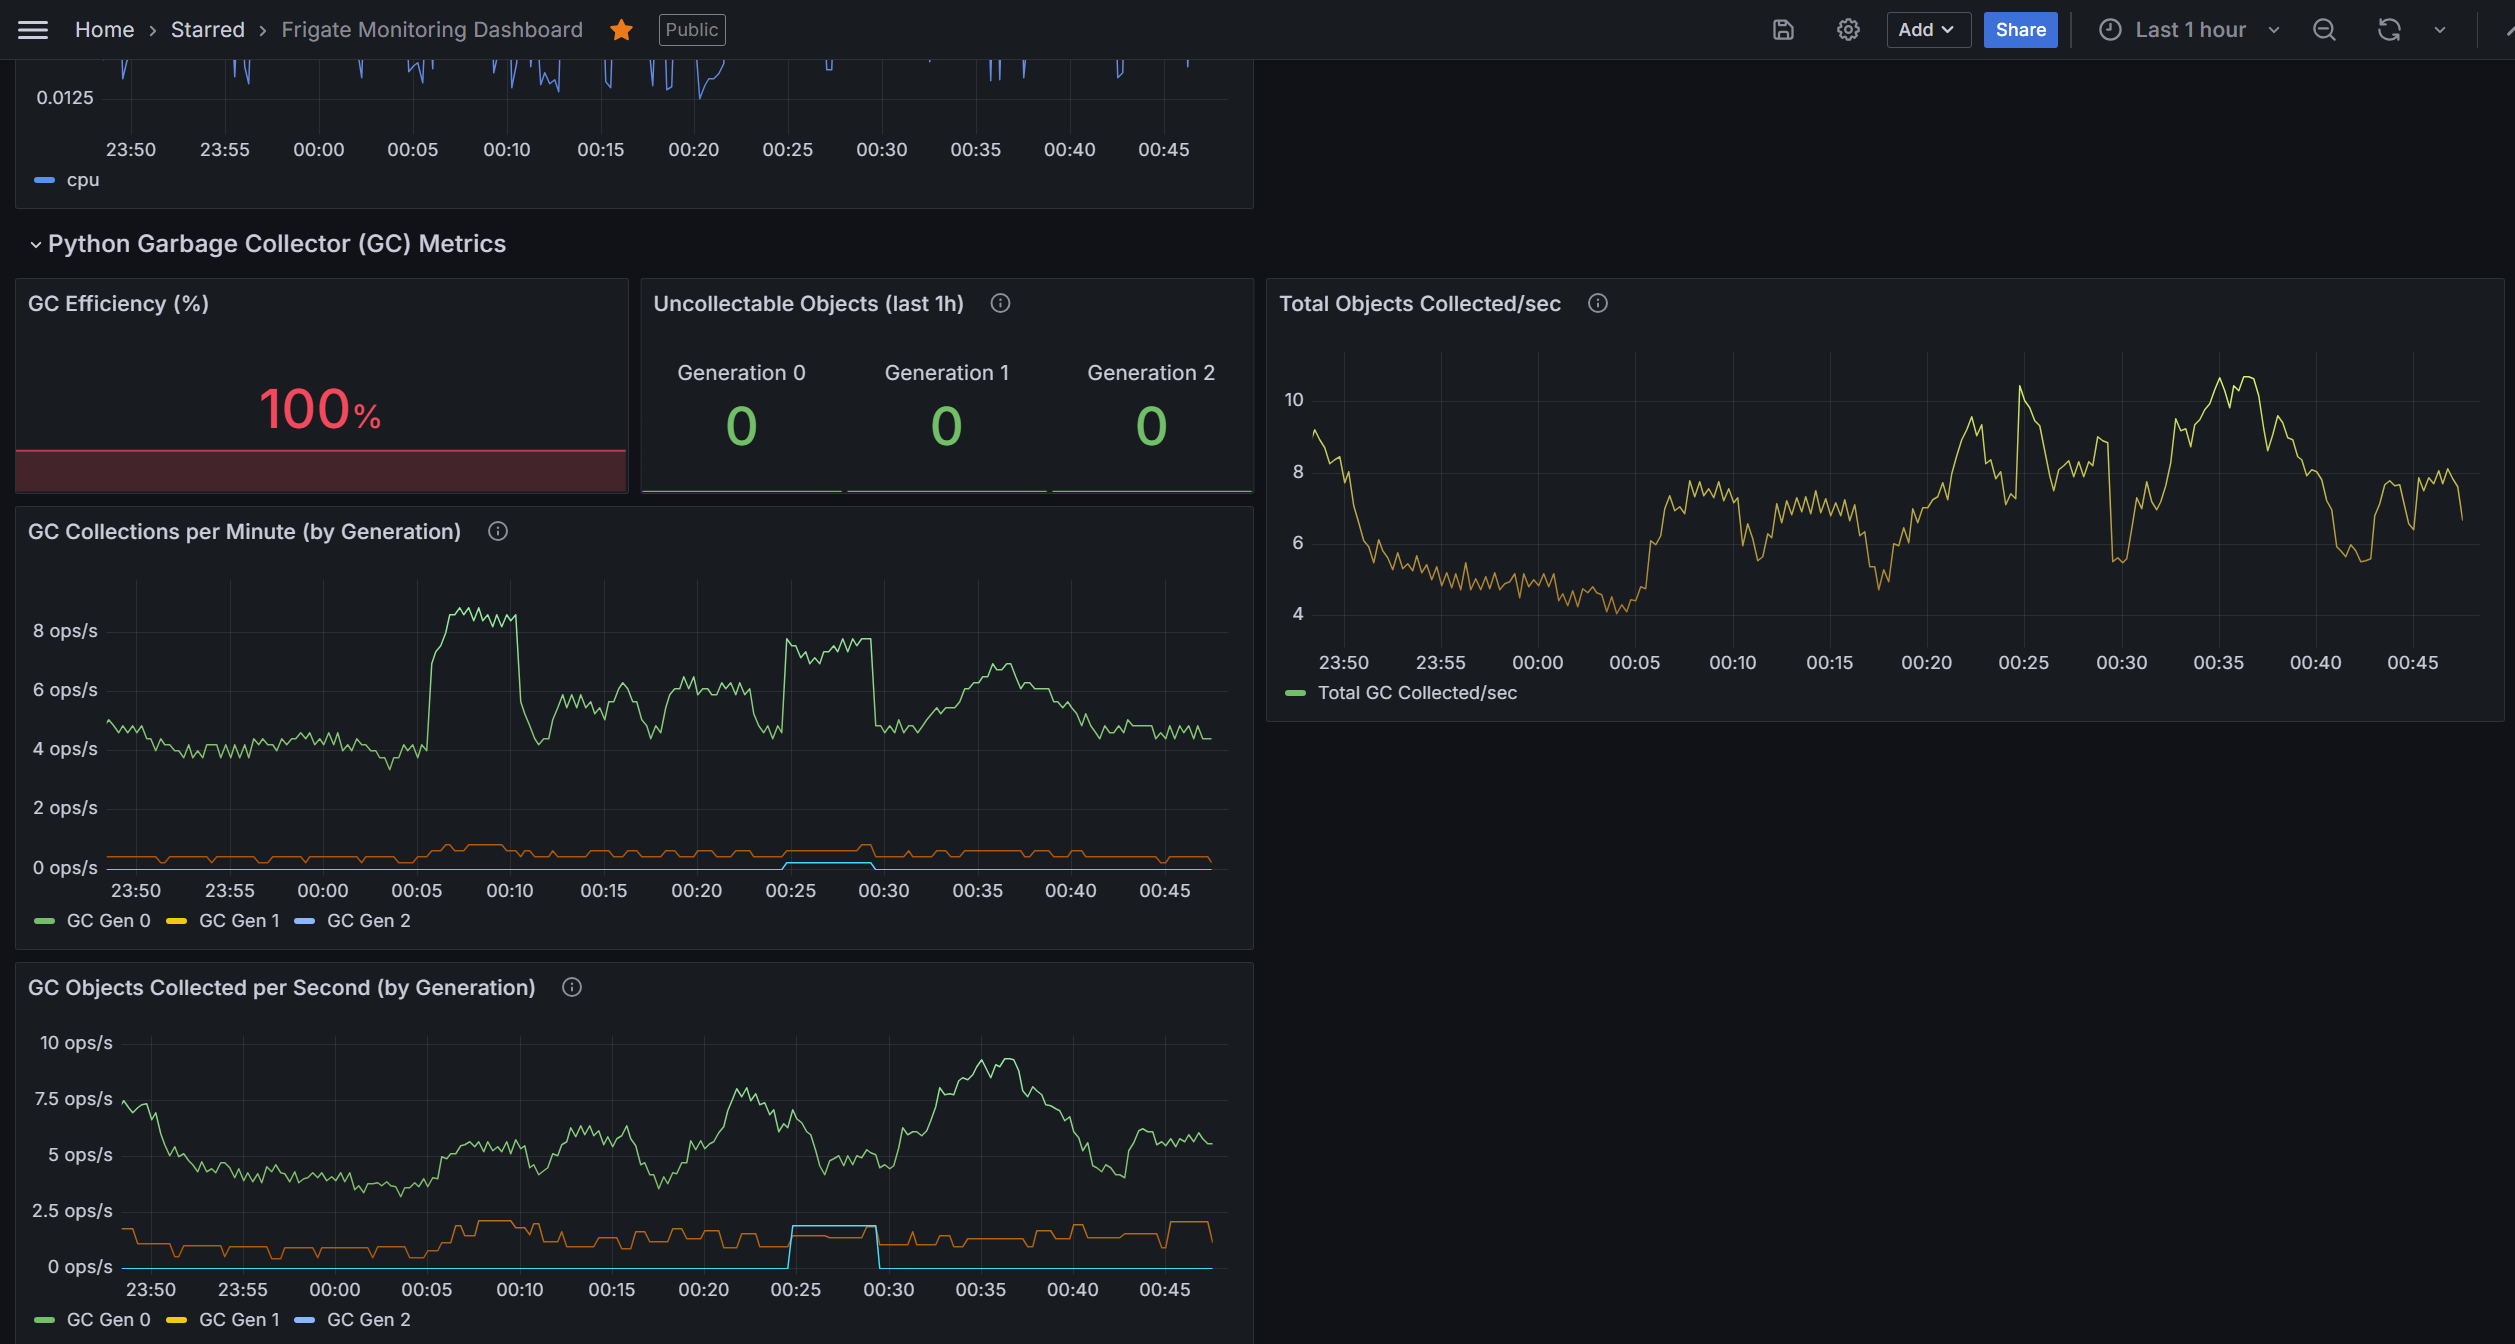 Home > Starred > Frigate Monitoring Dashboard Public Add Share Last 1 hour
0.0125
23:50 23:55 00:00 00:05 00:10 00:15 00:20 00:25 00:30 00:35 00:40 00:45
cpu
Python Garbage Collector (GC) Metrics
GC Efficiency (%)
100%
Uncollectable Objects (last 1h)
Generation 0 Generation 1 Generation 2
0 0 0
Total Objects Collected/sec
10
8
6
4
23:50 23:55 00:00 00:05 00:10 00:15 00:20 00:25 00:30 00:35 00:40 00:45
Total GC Collected/sec
GC Collections per Minute (by Generation)
8 ops/s
6 ops/s
4 ops/s
2 ops/s
0 ops/s
23:50 23:55 00:00 00:05 00:10 00:15 00:20 00:25 00:30 00:35 00:40 00:45
GC Gen 0 GC Gen 1 GC Gen 2
GC Objects Collected per Second (by Generation)
10 ops/s
7.5 ops/s
5 ops/s
2.5 ops/s
0 ops/s
23:50 23:55 00:00 00:05 00:10 00:15 00:20 00:25 00:30 00:35 00:40 00:45
GC Gen 0 GC Gen 1 GC Gen 2